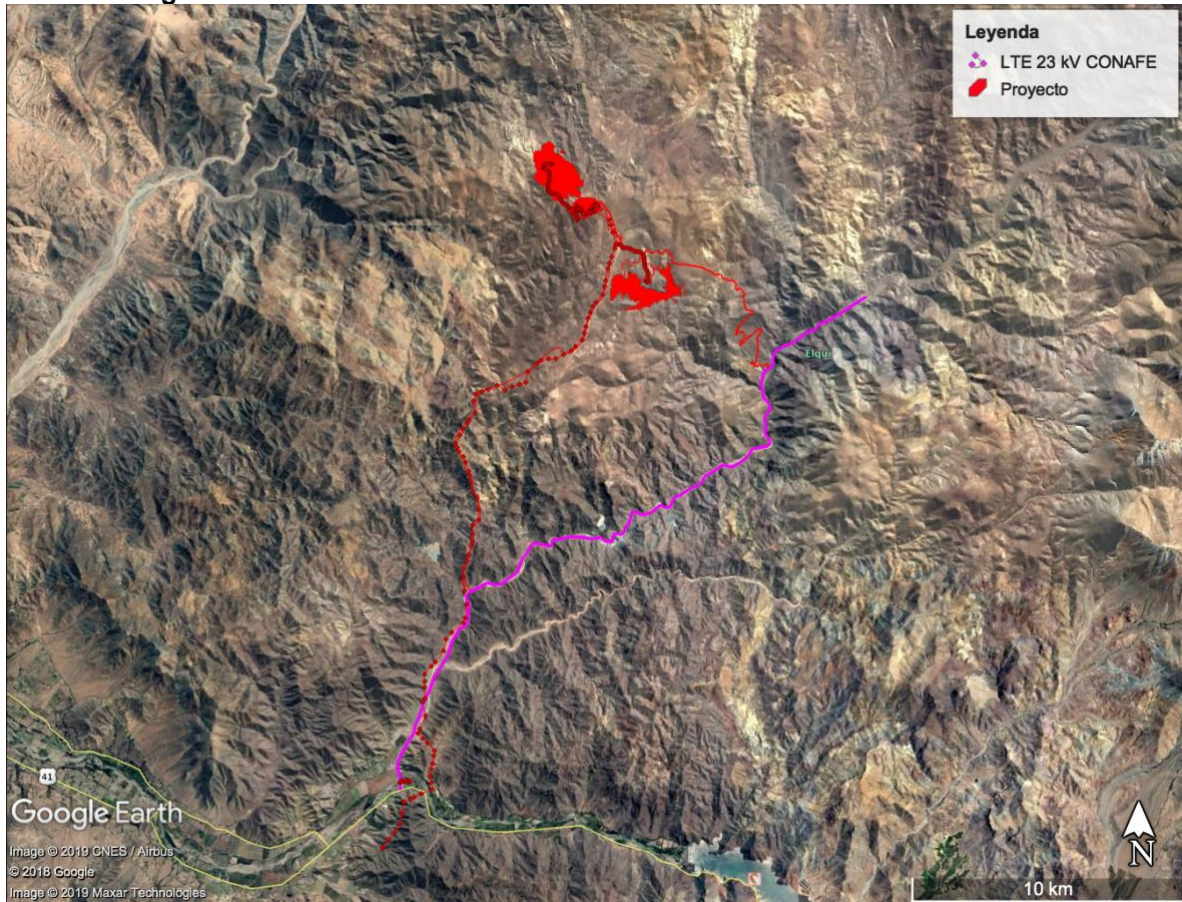 Leyenda
LTE 23 kV CONAFE
Proyecto
Elqui
41
Google Earth
Image © 2019 CNES / Airbus
© 2018 Google
Image © 2019 Maxar Technologies
N
10 km